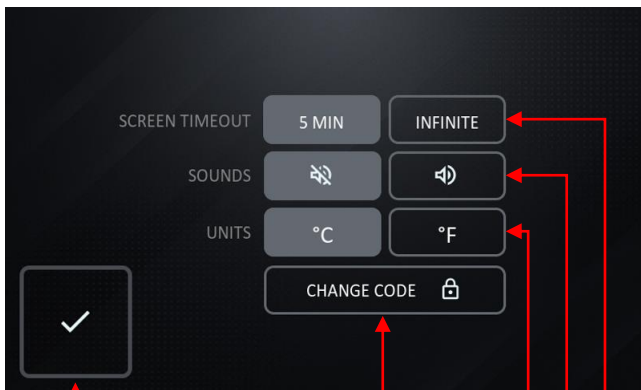 SCREEN TIMEOUT 5 MIN INFINITE
SOUNDS
UNITS °C °F
CHANGE CODE